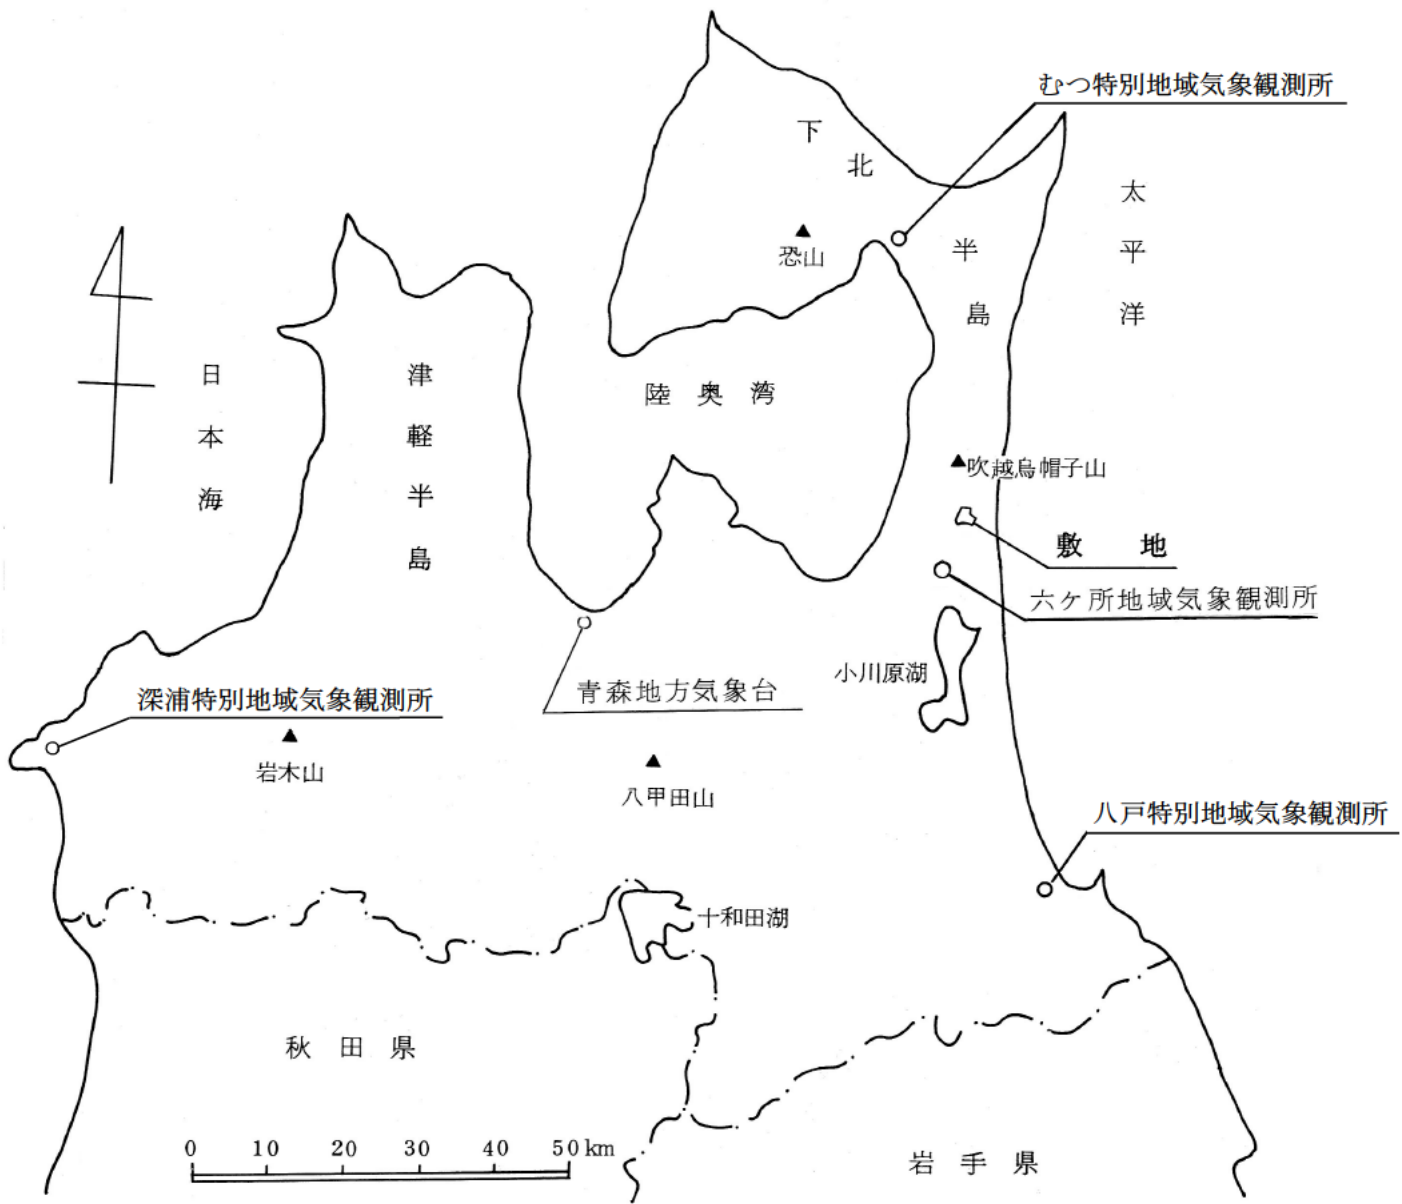 むつ特別地域気象観測所
下北半島
太平洋
恐山
日本海
津軽半島
陸奥湾
吹越烏帽子山
敷地
六ケ所地域気象観測所
小川原湖
青森地方気象台
深浦特別地域気象観測所
岩木山
八甲田山
八戸特別地域気象観測所
十和田湖
秋田県
岩手県
0 10 20 30 40 50 km